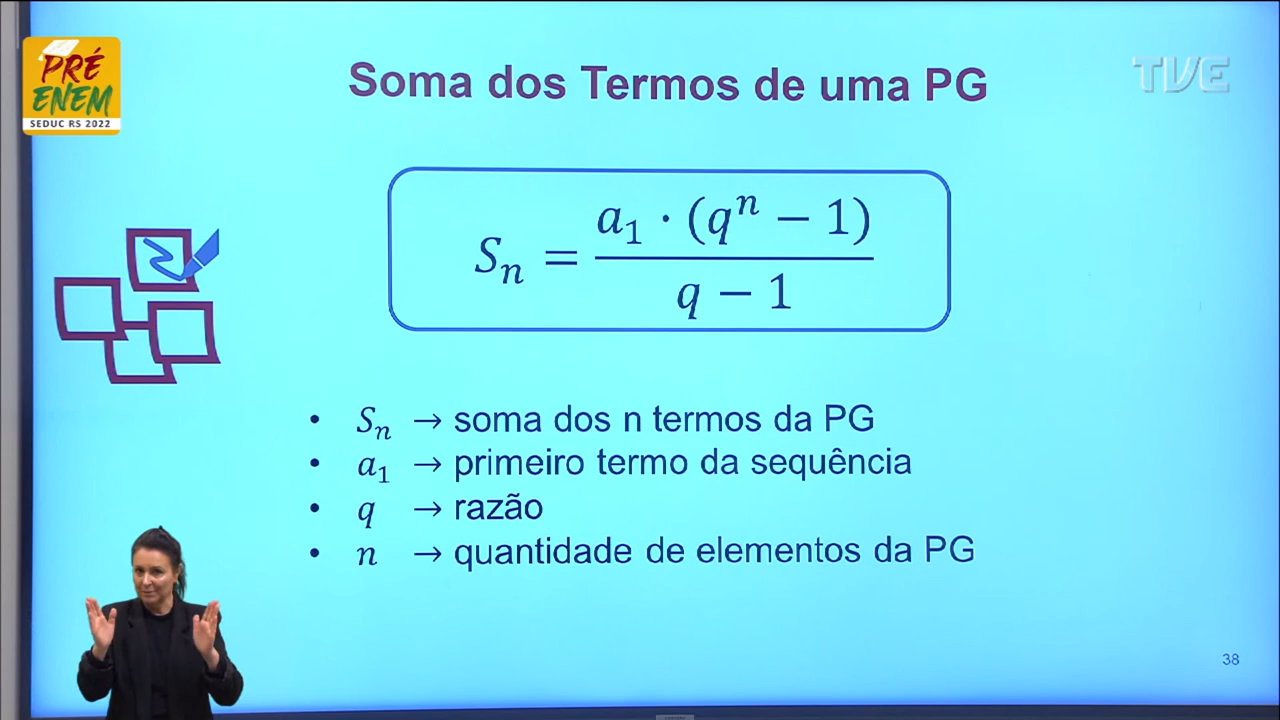 PRÉ
ENEM
SEDUC RS 2022
TVE
Soma dos Termos de uma PG
Sₙ = a₁ · (qⁿ − 1) / (q − 1)
• Sₙ → soma dos n termos da PG
• a₁ → primeiro termo da sequência
• q → razão
• n → quantidade de elementos da PG
38